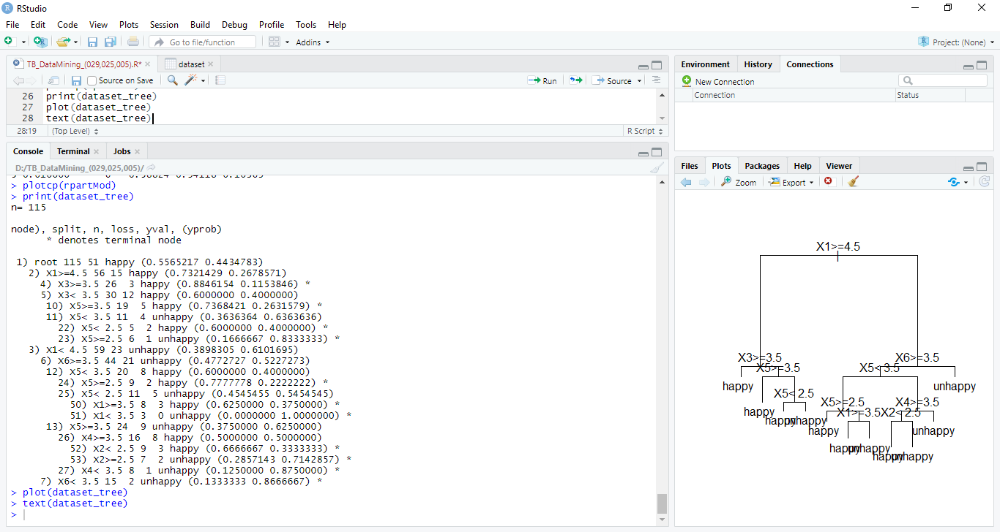 RStudio
File Edit Code View Plots Session Build Debug Profile Tools Help
Go to file/function Addins Project: (None)
TB_DataMining_(029,025,005).R* dataset
Source on Save Run Source
26 print(dataset_tree)
27 plot(dataset_tree)
28 text(dataset_tree)
28:19 (Top Level) R Script
Console Terminal Jobs
D:/TB_DataMining_(029,025,005)/
> plotcp(rpartMod)
> print(dataset_tree)
n= 115
node), split, n, loss, yval, (yprob)
* denotes terminal node
1) root 115 51 happy (0.5565217 0.4434783)
2) X1>=4.5 56 15 happy (0.7321429 0.2678571)
4) X3>=3.5 26 3 happy (0.8846154 0.1153846) *
5) X3< 3.5 30 12 happy (0.6000000 0.4000000)
10) X5>=3.5 19 5 happy (0.7368421 0.2631579) *
11) X5< 3.5 11 4 unhappy (0.3636364 0.6363636)
22) X5< 2.5 5 2 happy (0.6000000 0.4000000) *
23) X5>=2.5 6 1 unhappy (0.1666667 0.8333333) *
3) X1< 4.5 59 23 unhappy (0.3898305 0.6101695)
6) X6>=3.5 44 21 unhappy (0.4772727 0.5227273)
12) X5< 3.5 20 8 happy (0.6000000 0.4000000)
24) X5>=2.5 9 2 happy (0.7777778 0.2222222) *
25) X5< 2.5 11 5 unhappy (0.4545455 0.5454545)
50) X1>=3.5 8 3 happy (0.6250000 0.3750000) *
51) X1< 3.5 3 0 unhappy (0.0000000 1.0000000) *
13) X5>=3.5 24 9 unhappy (0.3750000 0.6250000)
26) X4>=3.5 16 8 happy (0.5000000 0.5000000)
52) X2< 2.5 9 3 happy (0.6666667 0.3333333) *
53) X2>=2.5 7 2 unhappy (0.2857143 0.7142857) *
27) X4< 3.5 8 1 unhappy (0.1250000 0.8750000) *
7) X6< 3.5 15 2 unhappy (0.1333333 0.8666667) *
> plot(dataset_tree)
> text(dataset_tree)
>
Environment History Connections
New Connection
Connection Status
Files Plots Packages Help Viewer
Zoom Export
X1>=4.5
X3>=3.5 X6>=3.5
X5>=3.5 X5< 3.5
happy unhappy
X5< 2.5 X5>=2.5 X4>=3.5
happy X1>=3.5 X2< 2.5
happy unhappy happy unhappy
happy unhappy
happy unhappy